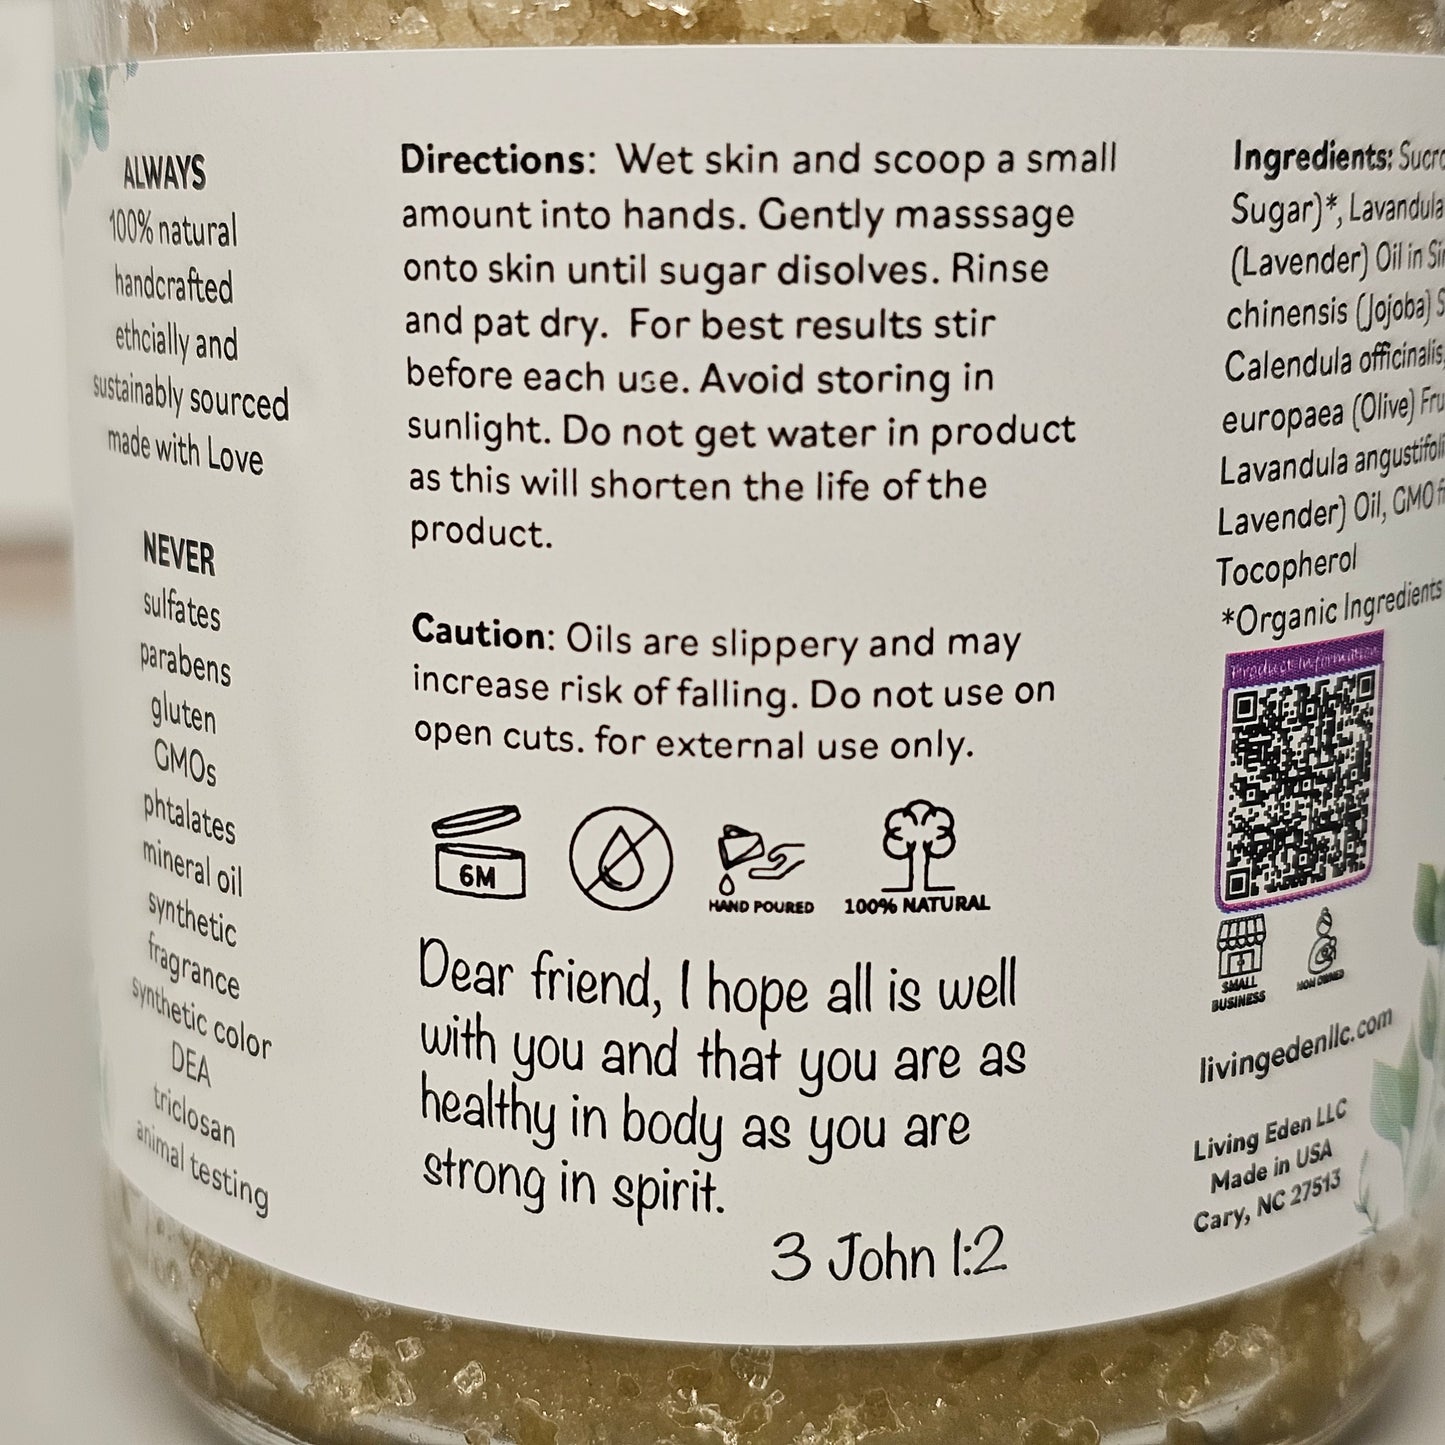 ALWAYS
100% natural
handcrafted
ethcially and
sustainably sourced
made with Love
NEVER
sulfates
parabens
gluten
GMOs
phtalates
mineral oil
synthetic
fragrance
synthetic color
DEA
triclosan
animal testing
Directions: Wet skin and scoop a small
amount into hands. Gently masssage
onto skin until sugar disolves. Rinse
and pat dry. For best results stir
before each use. Avoid storing in
sunlight. Do not get water in product
as this will shorten the life of the
product.
Caution: Oils are slippery and may
increase risk of falling. Do not use on
open cuts. for external use only.
6M
HAND POURED
100% NATURAL
Dear friend, I hope all is well
with you and that you are as
healthy in body as you are
strong in spirit.
3 John 1:2
Ingredients:
Sugar)*, Lavandula
(Lavender) Oil in
chinensis (Jojoba)
Calendula officinalis,
europaea (Olive)
Lavandula
Lavender) Oil, GMO
Tocopherol
*Organic Ingredients
Product Information
SMALL
BUSINESS
MOM OWNED
livingedenllc.com
Living Eden LLC
Made in USA
Cary, NC 27513